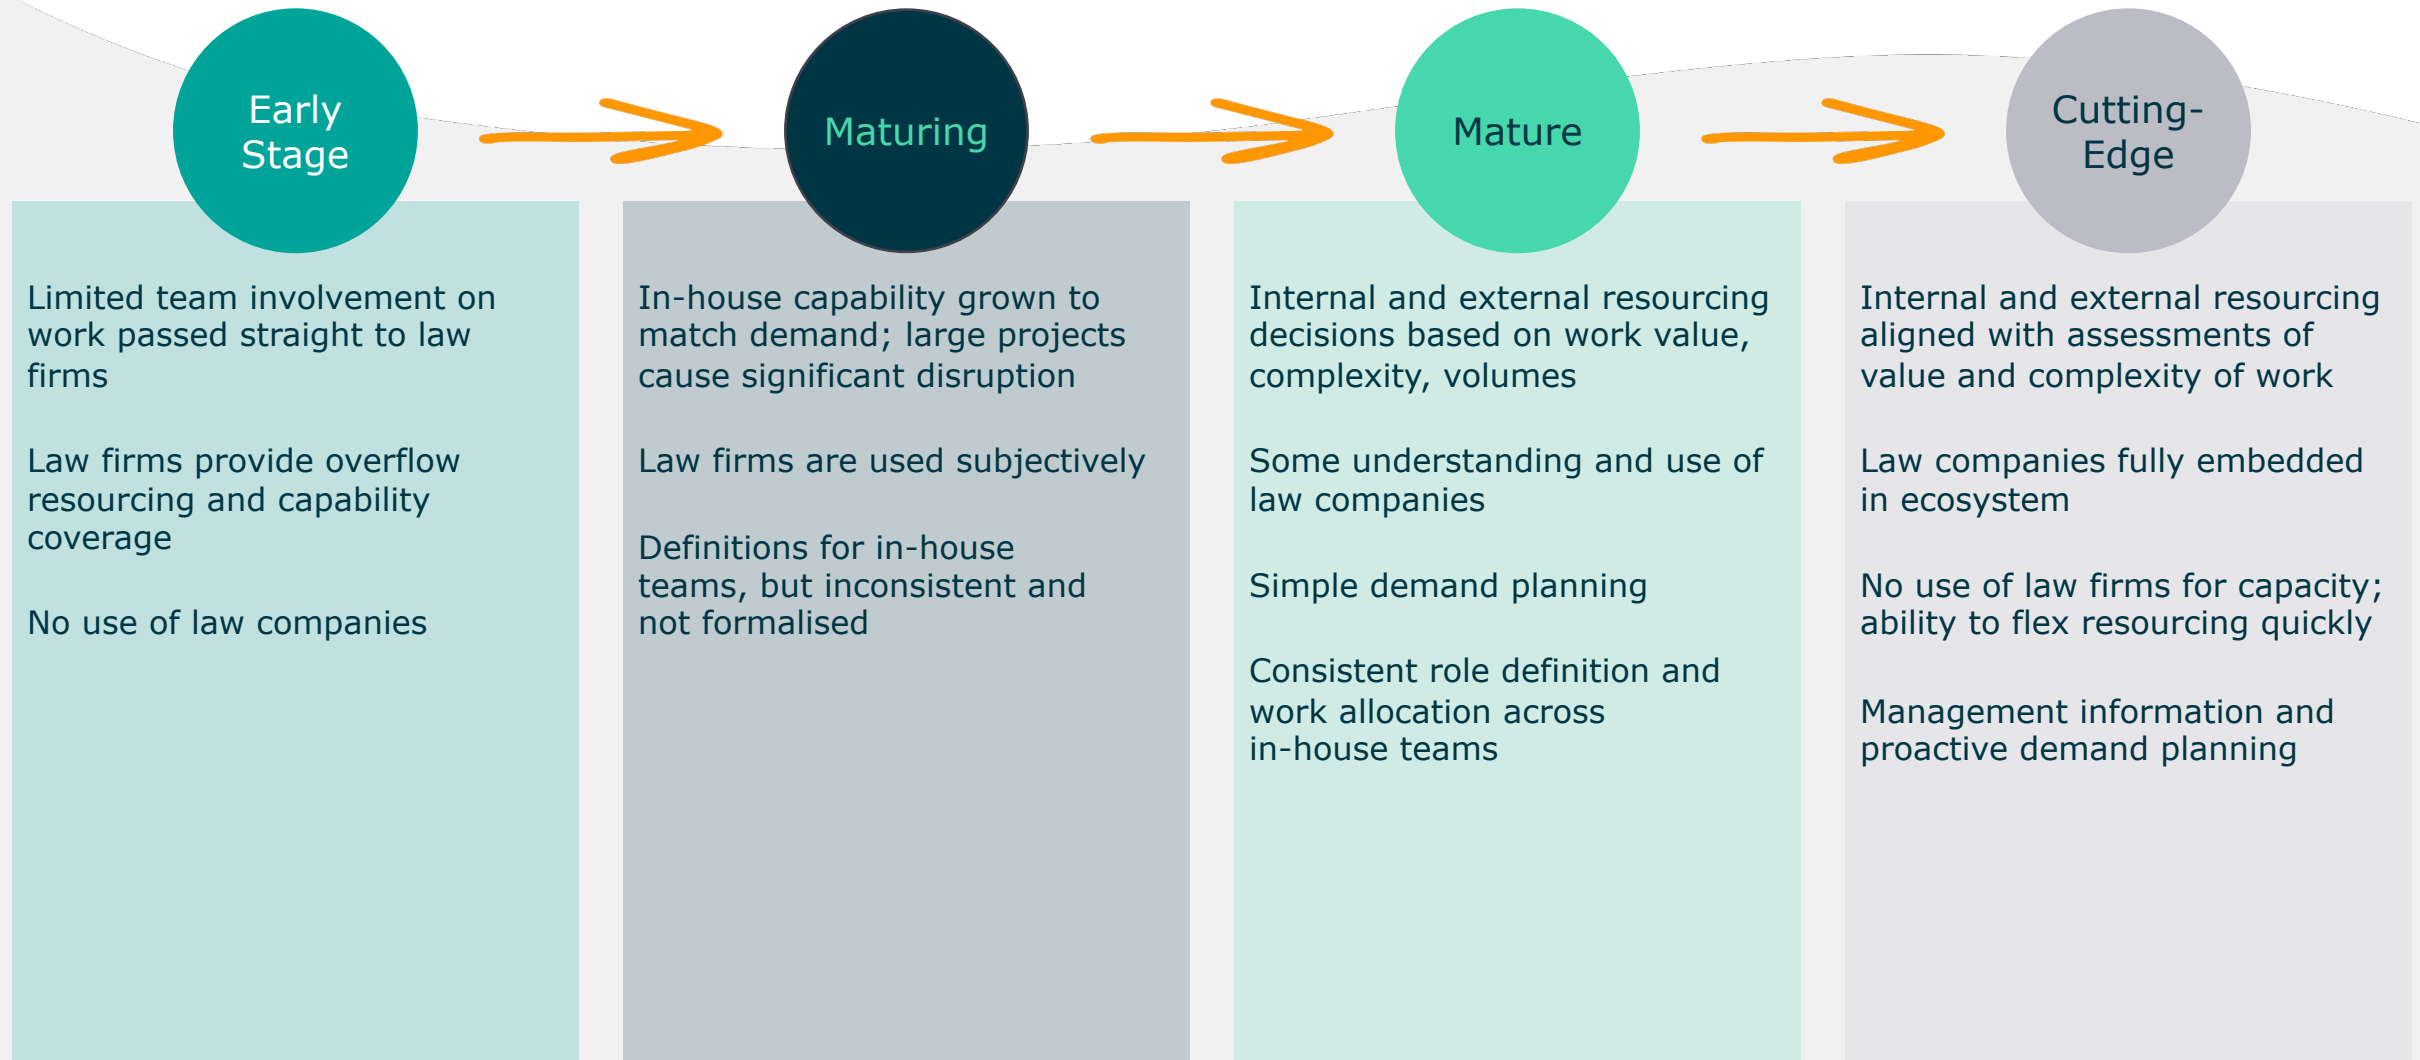 Early
Stage
Maturing
Mature
Cutting-
Edge
Limited team involvement on
work passed straight to law
firms
Law firms provide overflow
resourcing and capability
coverage
No use of law companies
In-house capability grown to
match demand; large projects
cause significant disruption
Law firms are used subjectively
Definitions for in-house
teams, but inconsistent and
not formalised
Internal and external resourcing
decisions based on work value,
complexity, volumes
Some understanding and use of
law companies
Simple demand planning
Consistent role definition and
work allocation across
in-house teams
Internal and external resourcing
aligned with assessments of
value and complexity of work
Law companies fully embedded
in ecosystem
No use of law firms for capacity;
ability to flex resourcing quickly
Management information and
proactive demand planning